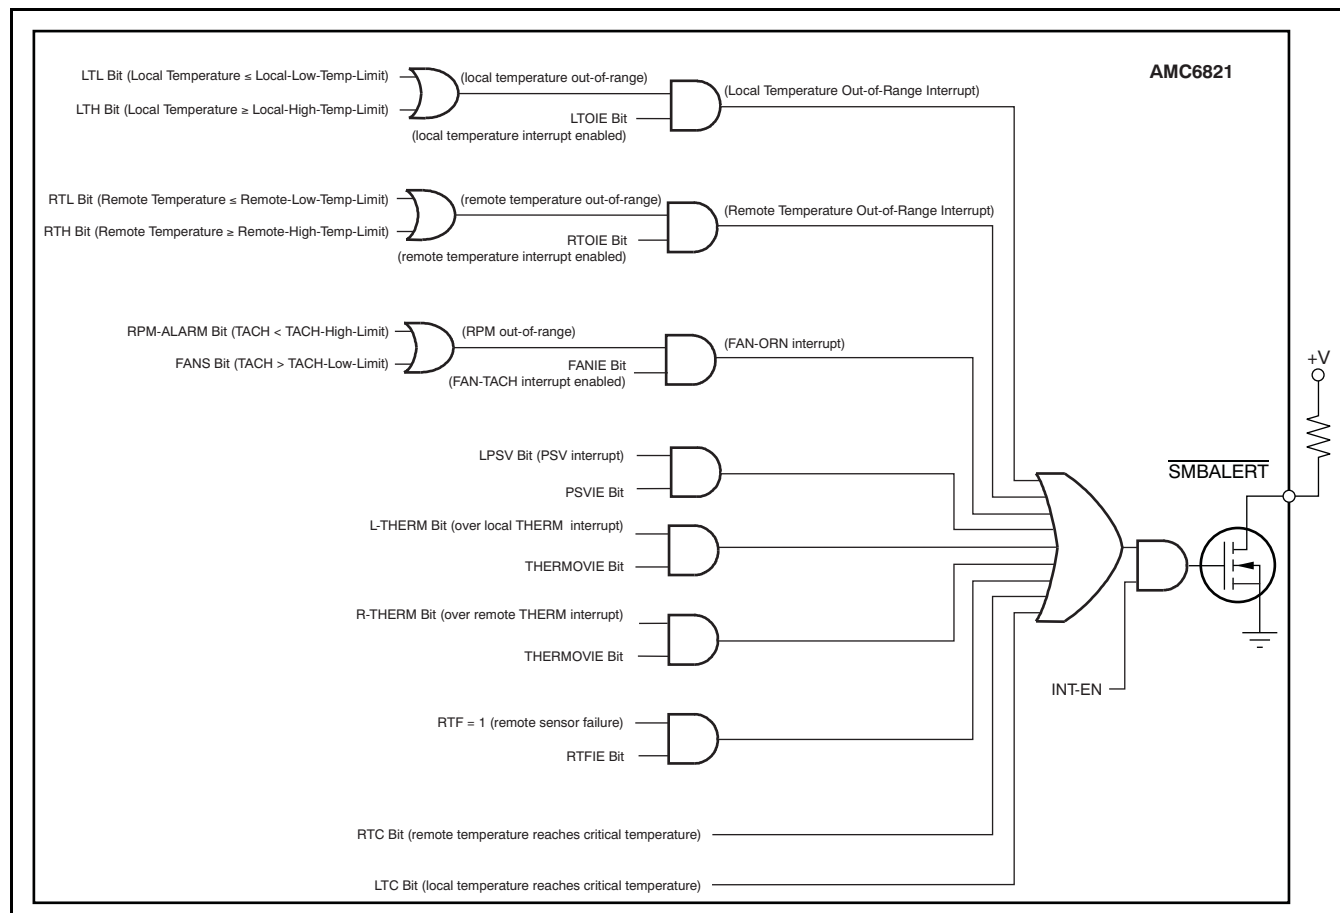 AMC6821
LTL Bit (Local Temperature ≤ Local-Low-Temp-Limit)
(local temperature out-of-range)
LTH Bit (Local Temperature ≥ Local-High-Temp-Limit)
(Local Temperature Out-of-Range Interrupt)
LTOIE Bit
(local temperature interrupt enabled)
RTL Bit (Remote Temperature ≤ Remote-Low-Temp-Limit)
(remote temperature out-of-range)
RTH Bit (Remote Temperature ≥ Remote-High-Temp-Limit)
(Remote Temperature Out-of-Range Interrupt)
RTOIE Bit
(remote temperature interrupt enabled)
RPM-ALARM Bit (TACH < TACH-High-Limit)
(RPM out-of-range)
FANS Bit (TACH > TACH-Low-Limit)
(FAN-ORN interrupt)
FANIE Bit
(FAN-TACH interrupt enabled)
+V
LPSV Bit (PSV interrupt)
PSVIE Bit
SMBALERT
L-THERM Bit (over local THERM interrupt)
THERMOVIE Bit
R-THERM Bit (over remote THERM interrupt)
THERMOVIE Bit
INT-EN
RTF = 1 (remote sensor failure)
RTFIE Bit
RTC Bit (remote temperature reaches critical temperature)
LTC Bit (local temperature reaches critical temperature)